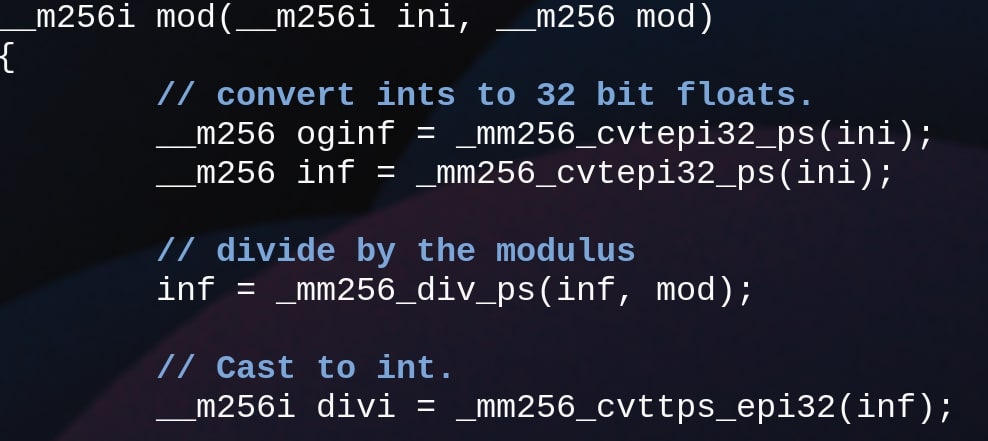 __m256i mod(__m256i ini, __m256 mod)
{
// convert ints to 32 bit floats.
__m256 oginf = _mm256_cvtepi32_ps(ini);
__m256 inf = _mm256_cvtepi32_ps(ini);
// divide by the modulus
inf = _mm256_div_ps(inf, mod);
// Cast to int.
__m256i divi = _mm256_cvttps_epi32(inf);